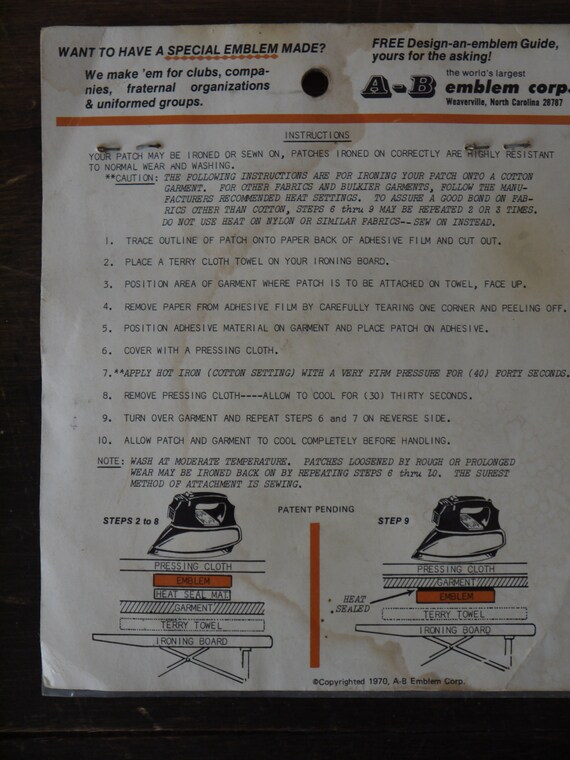 WANT TO HAVE A SPECIAL EMBLEM MADE?
We make 'em for clubs, compa-
nies, fraternal organizations
& uniformed groups.
FREE Design-an-emblem Guide,
yours for the asking!
A-B
the world's largest
emblem corp.
Weaverville, North Carolina 28787
INSTRUCTIONS
YOUR PATCH MAY BE IRONED OR SEWN ON, PATCHES IRONED ON CORRECTLY ARE HIGHLY RESISTANT
TO NORMAL WEAR AND WASHING.
**CAUTION: THE FOLLOWING INSTRUCTIONS ARE FOR IRONING YOUR PATCH ONTO A COTTON
GARMENT. FOR OTHER FABRICS AND BULKIER GARMENTS, FOLLOW THE MANU-
FACTURERS RECOMMENDED HEAT SETTINGS. TO ASSURE A GOOD BOND ON FAB-
RICS OTHER THAN COTTON, STEPS 6 thru 9 MAY BE REPEATED 2 OR 3 TIMES.
DO NOT USE HEAT ON NYLON OR SIMILAR FABRICS--SEW ON INSTEAD.
1. TRACE OUTLINE OF PATCH ONTO PAPER BACK OF ADHESIVE FILM AND CUT OUT.
2. PLACE A TERRY CLOTH TOWEL ON YOUR IRONING BOARD.
3. POSITION AREA OF GARMENT WHERE PATCH IS TO BE ATTACHED ON TOWEL, FACE UP.
4. REMOVE PAPER FROM ADHESIVE FILM BY CAREFULLY TEARING ONE CORNER AND PEELING OFF.
5. POSITION ADHESIVE MATERIAL ON GARMENT AND PLACE PATCH ON ADHESIVE.
6. COVER WITH A PRESSING CLOTH.
7.**APPLY HOT IRON (COTTON SETTING) WITH A VERY FIRM PRESSURE FOR (40) FORTY SECONDS.
8. REMOVE PRESSING CLOTH----ALLOW TO COOL FOR (30) THIRTY SECONDS.
9. TURN OVER GARMENT AND REPEAT STEPS 6 and 7 ON REVERSE SIDE.
10. ALLOW PATCH AND GARMENT TO COOL COMPLETELY BEFORE HANDLING.
NOTE: WASH AT MODERATE TEMPERATURE. PATCHES LOOSENED BY ROUGH OR PROLONGED
WEAR MAY BE IRONED BACK ON BY REPEATING STEPS 6 thru 10. THE SUREST
METHOD OF ATTACHMENT IS SEWING.
PATENT PENDING
STEPS 2 to 8
PRESSING CLOTH
EMBLEM
HEAT SEAL MAT
GARMENT
TERRY TOWEL
IRONING BOARD
STEP 9
PRESSING CLOTH
GARMENT
EMBLEM
HEAT
SEALED
TERRY TOWEL
IRONING BOARD
©Copyrighted 1970, A-B Emblem Corp.